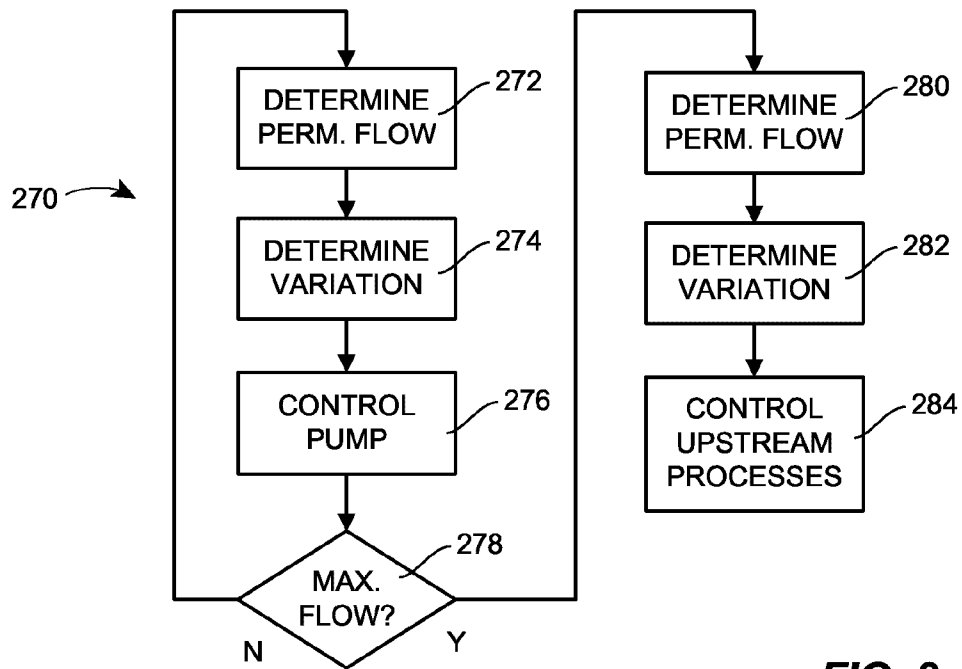 270
DETERMINE
PERM. FLOW
272
DETERMINE
VARIATION
274
CONTROL
PUMP
276
MAX.
FLOW?
278
N
Y
DETERMINE
PERM. FLOW
280
DETERMINE
VARIATION
282
CONTROL
UPSTREAM
PROCESSES
284